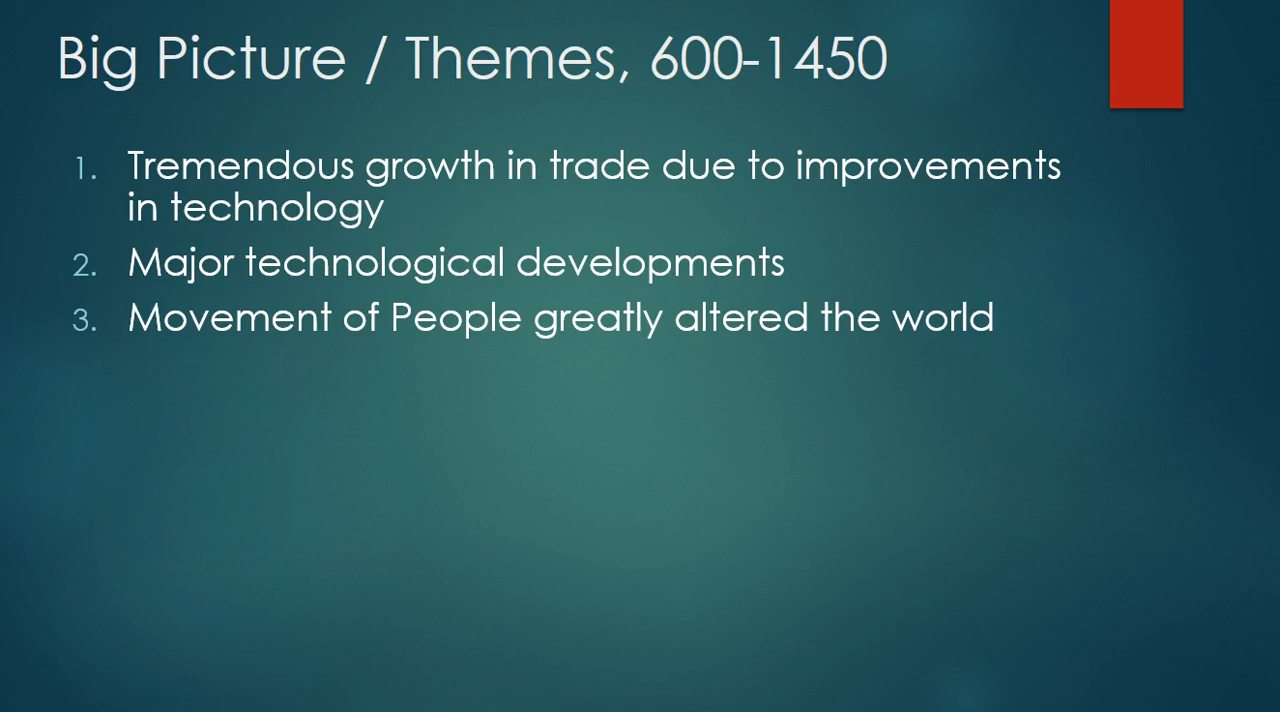 Big Picture / Themes, 600-1450
1. Tremendous growth in trade due to improvements
in technology
2. Major technological developments
3. Movement of People greatly altered the world